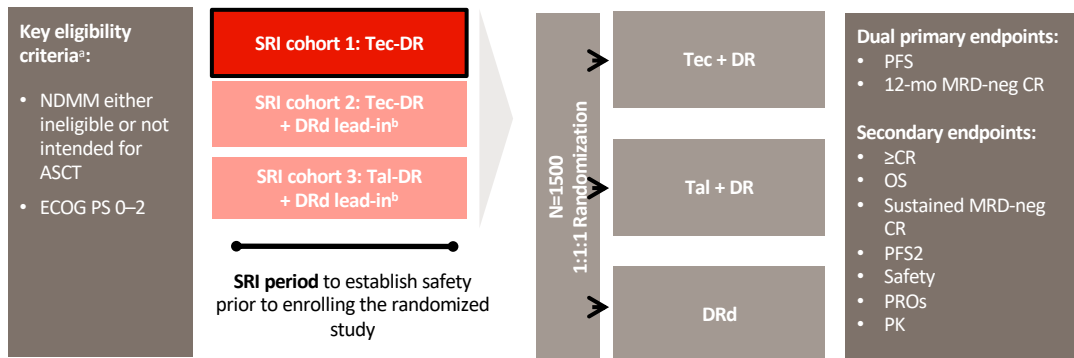 Key eligibility
criteriaᵃ:
• NDMM either
ineligible or not
intended for
ASCT
• ECOG PS 0–2
SRI cohort 1: Tec-DR
SRI cohort 2: Tec-DR
+ DRd lead-inᵇ
SRI cohort 3: Tal-DR
+ DRd lead-inᵇ
SRI period to establish safety
prior to enrolling the randomized
study
N=1500
1:1:1 Randomization
Tec + DR
Tal + DR
DRd
Dual primary endpoints:
• PFS
• 12-mo MRD-neg CR
Secondary endpoints:
• ≥CR
• OS
• Sustained MRD-neg
CR
• PFS2
• Safety
• PROs
• PK